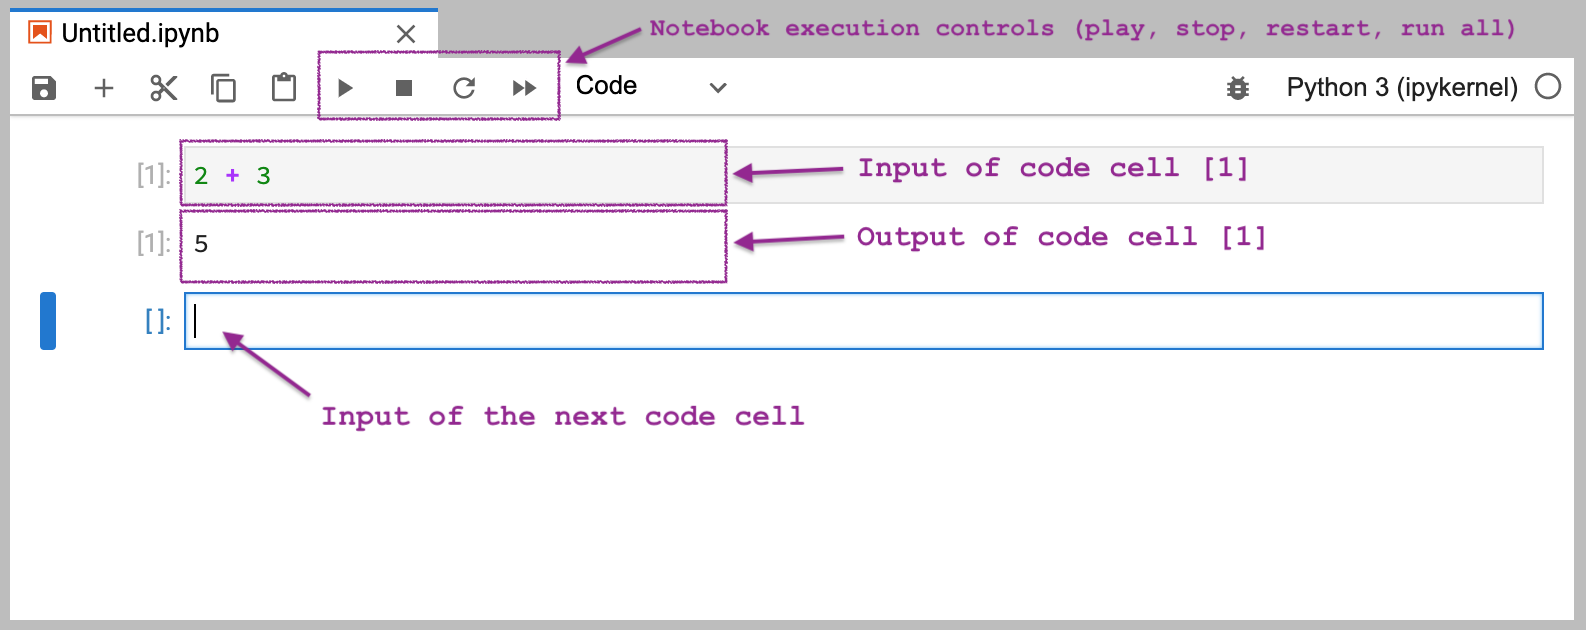 Untitled.ipynb
Notebook execution controls (play, stop, restart, run all)
Code
Python 3 (ipykernel)
[1]: 2 + 3
Input of code cell [1]
[1]: 5
Output of code cell [1]
[ ]:
Input of the next code cell